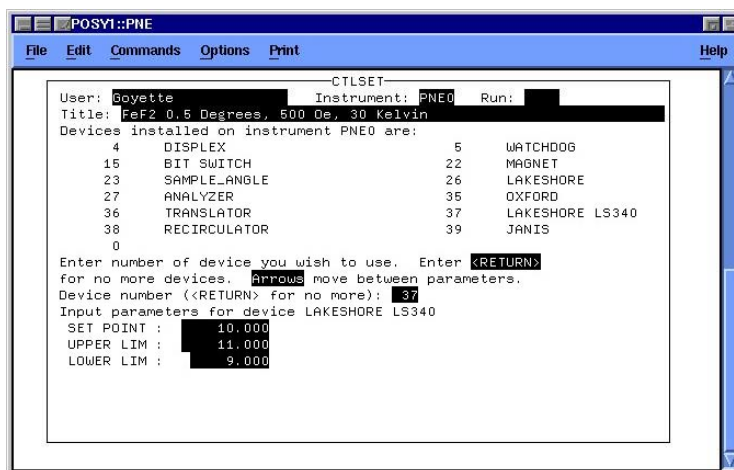 POSY1::PNE
File Edit Commands Options Print Help
CTLSET
User: Goyette Instrument: PNE0 Run:
Title: FeF2 0.5 Degrees, 500 Oe, 30 Kelvin
Devices installed on instrument PNE0 are:
4 DISPLEX 5 WATCHDOG
15 BIT SWITCH 22 MAGNET
23 SAMPLE_ANGLE 26 LAKESHORE
27 ANALYZER 35 OXFORD
36 TRANSLATOR 37 LAKESHORE LS340
38 RECIRCULATOR 39 JANIS
0
Enter number of device you wish to use. Enter <RETURN>
for no more devices. Arrows move between parameters.
Device number (<RETURN> for no more): 37
Input parameters for device LAKESHORE LS340
SET POINT : 10.000
UPPER LIM : 11.000
LOWER LIM : 9.000